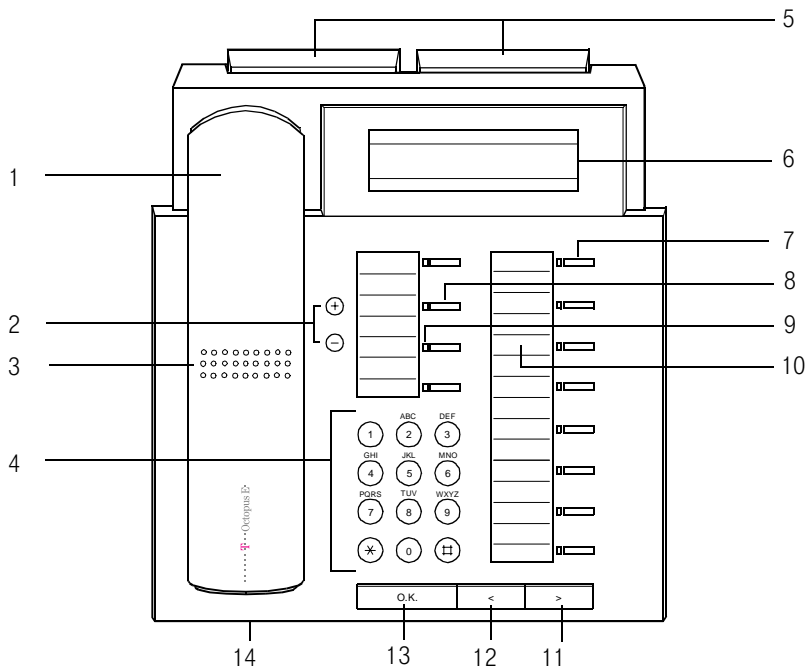 5
6
1
7
8
2
9
3
10
ABC DEF
1 2 3
4
GHI JKL MNO
4 5 6
PQRS TUV WXYZ
7 8 9
0
T Octopus E
O.K. < >
14 13 12 11